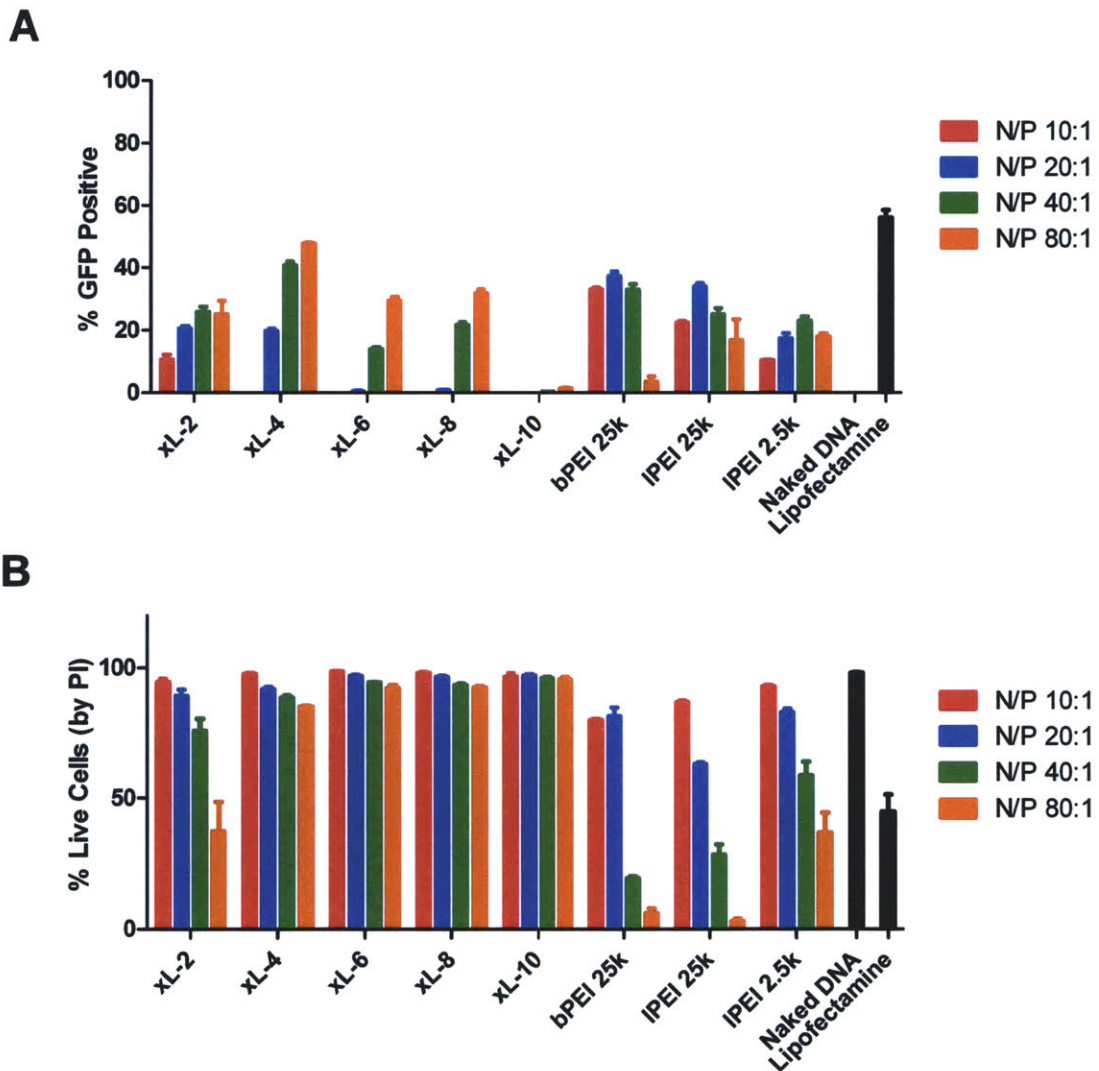 A
100
80
60
40
20
0
% GFP Positive
N/P 10:1
N/P 20:1
N/P 40:1
N/P 80:1
xL-2
xL-4
xL-6
xL-8
xL-10
bPEI 25k
lPEI 25k
lPEI 2.5k
Naked DNA
Lipofectamine
B
100
50
0
% Live Cells (by PI)
N/P 10:1
N/P 20:1
N/P 40:1
N/P 80:1
xL-2
xL-4
xL-6
xL-8
xL-10
bPEI 25k
lPEI 25k
lPEI 2.5k
Naked DNA
Lipofectamine